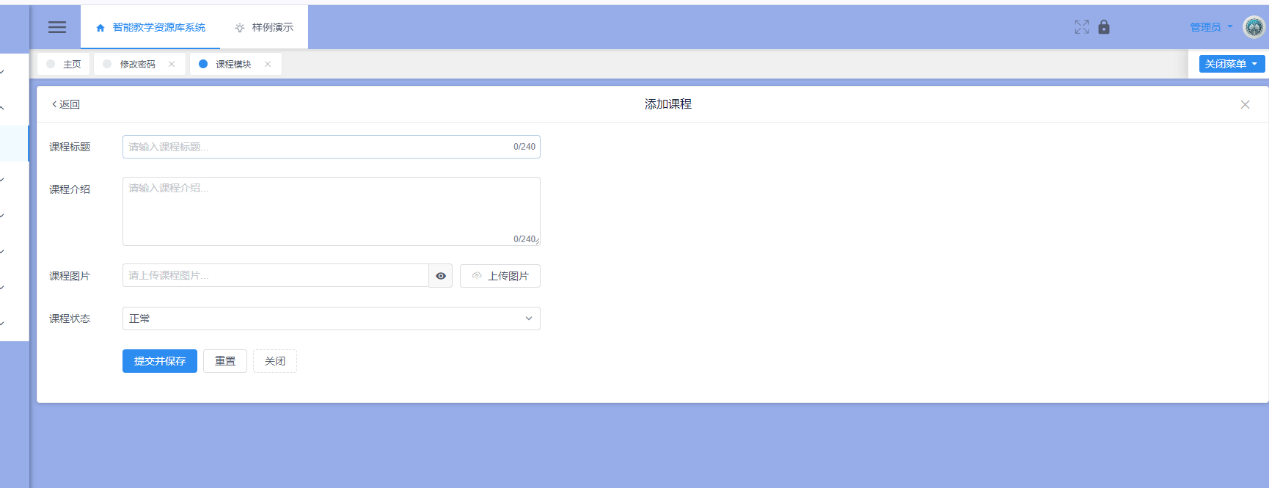 智能教学资源库系统 样例演示 管理员
主页 修改密码 课程模块 关闭菜单
返回 添加课程
课程标题 请输入课程标题... 0/240
课程介绍 请输入课程介绍...
0/240
课程图片 请上传课程图片... 上传图片
课程状态 正常
提交并保存 重置 关闭